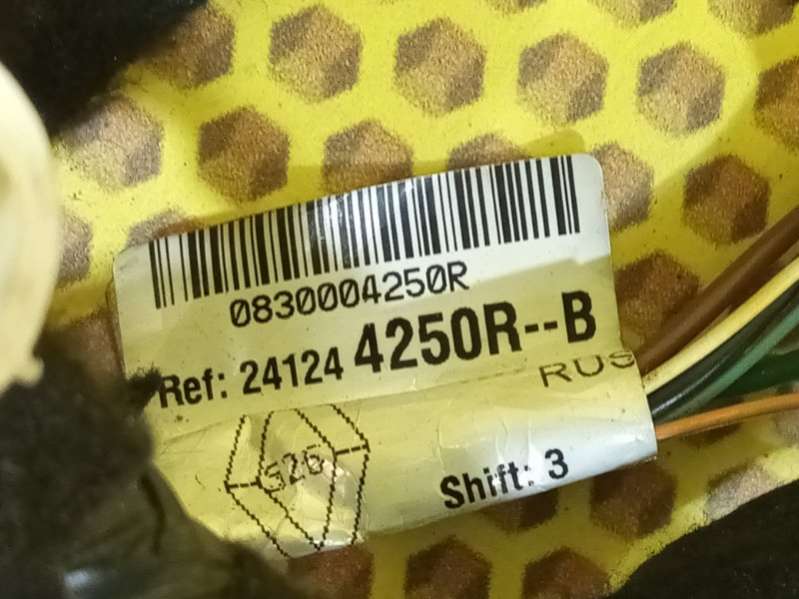 0830004250R
Ref: 24124 4250R--B
RUS
S26
Shift: 3